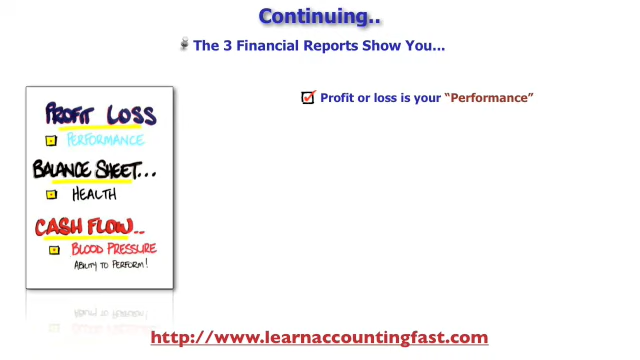 Continuing..
The 3 Financial Reports Show You...
Profit or loss is your “Performance”
PROFIT LOSS
PERFORMANCE
BALANCE SHEET...
HEALTH
CASH FLOW..
BLOOD PRESSURE
ABILITY TO PERFORM!
http://www.learnaccountingfast.com